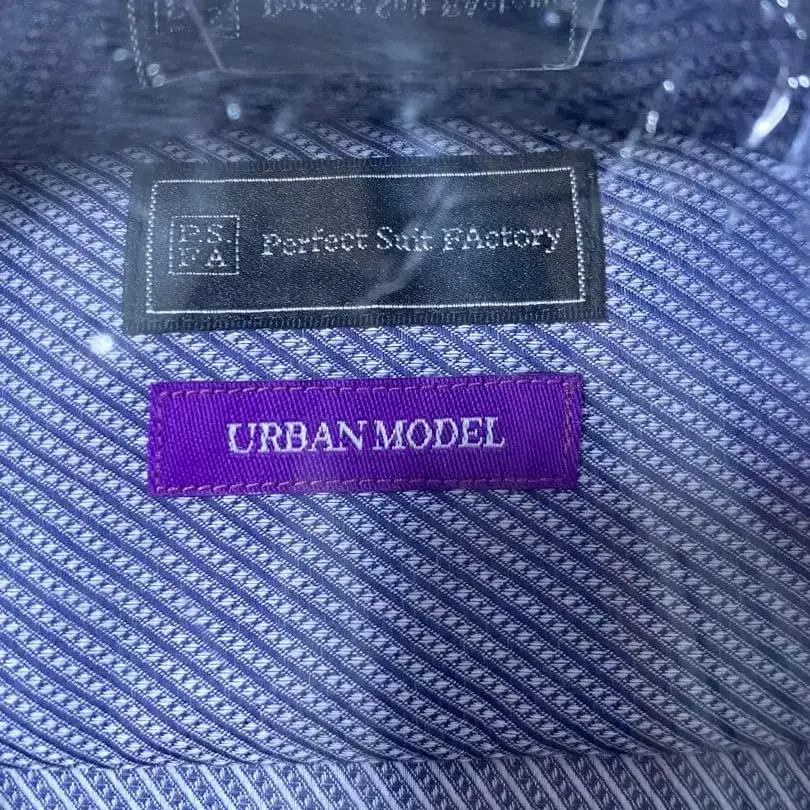 PS
FA
Perfect Suit FActory
URBAN MODEL